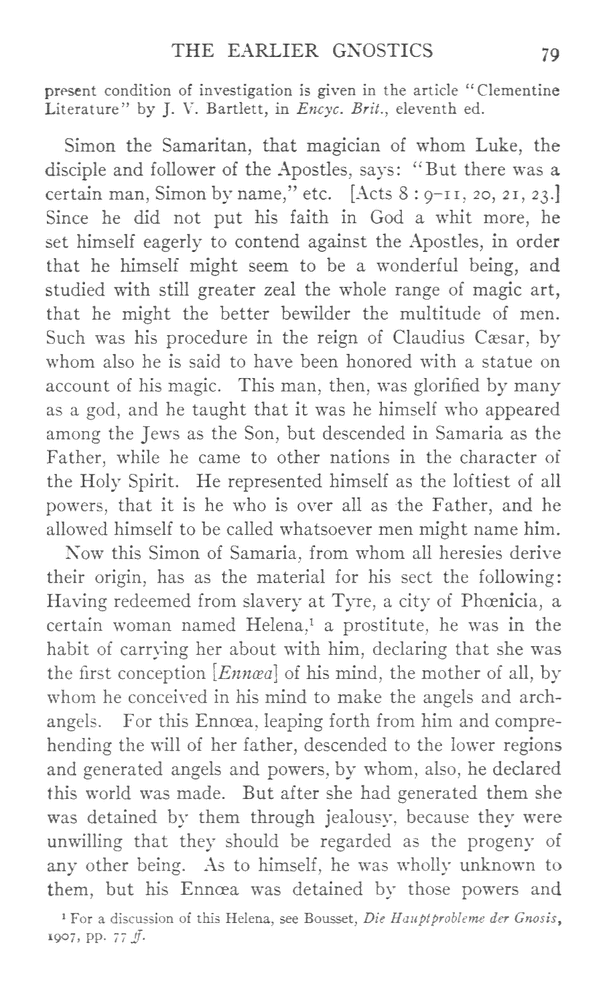 THE EARLIER GNOSTICS 79
present condition of investigation is given in the article "Clementine
Literature" by J. V. Bartlett, in Encyc. Brit., eleventh ed.
Simon the Samaritan, that magician of whom Luke, the
disciple and follower of the Apostles, says: "But there was a
certain man, Simon by name," etc. [Acts 8 : 9–11, 20, 21, 23.]
Since he did not put his faith in God a whit more, he
set himself eagerly to contend against the Apostles, in order
that he himself might seem to be a wonderful being, and
studied with still greater zeal the whole range of magic art,
that he might the better bewilder the multitude of men.
Such was his procedure in the reign of Claudius Cæsar, by
whom also he is said to have been honored with a statue on
account of his magic. This man, then, was glorified by many
as a god, and he taught that it was he himself who appeared
among the Jews as the Son, but descended in Samaria as the
Father, while he came to other nations in the character of
the Holy Spirit. He represented himself as the loftiest of all
powers, that it is he who is over all as the Father, and he
allowed himself to be called whatsoever men might name him.
Now this Simon of Samaria, from whom all heresies derive
their origin, has as the material for his sect the following:
Having redeemed from slavery at Tyre, a city of Phœnicia, a
certain woman named Helena,¹ a prostitute, he was in the
habit of carrying her about with him, declaring that she was
the first conception [Ennœa] of his mind, the mother of all, by
whom he conceived in his mind to make the angels and arch-
angels. For this Ennœa, leaping forth from him and compre-
hending the will of her father, descended to the lower regions
and generated angels and powers, by whom, also, he declared
this world was made. But after she had generated them she
was detained by them through jealousy, because they were
unwilling that they should be regarded as the progeny of
any other being. As to himself, he was wholly unknown to
them, but his Ennœa was detained by those powers and
¹ For a discussion of this Helena, see Bousset, Die Hauptprobleme der Gnosis,
1907, pp. 77 ff.